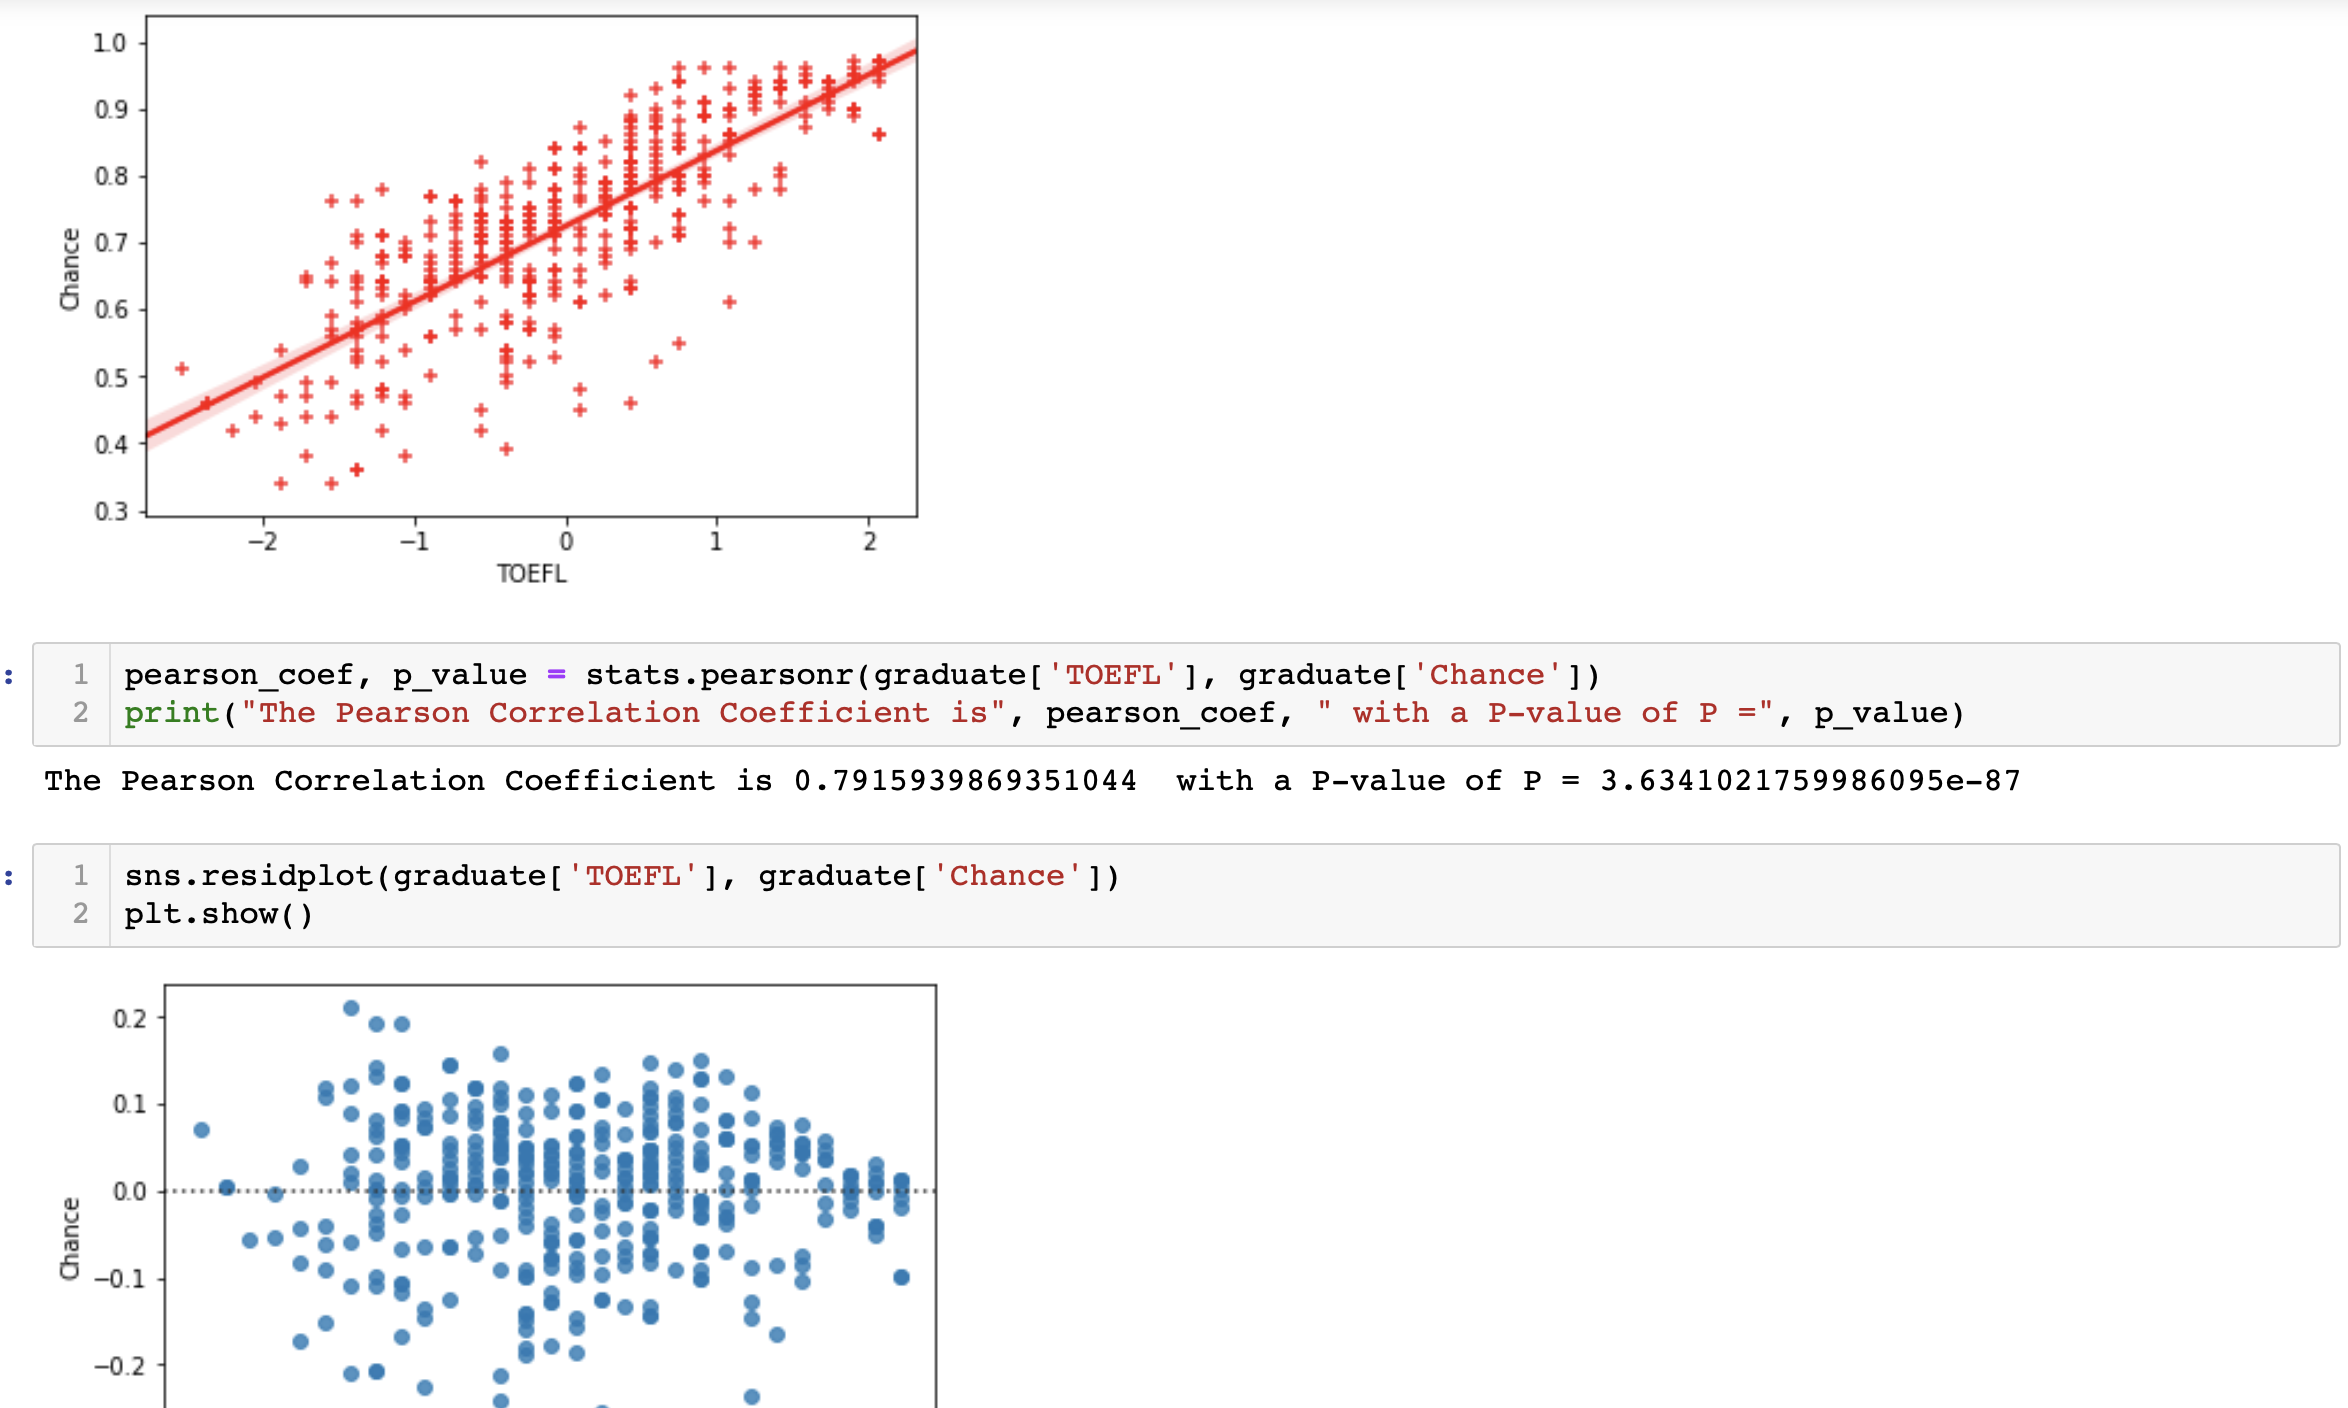 1.0
0.9
0.8
0.7
0.6
0.5
0.4
0.3
Chance
−2 −1 0 1 2
TOEFL
:
1 pearson_coef, p_value = stats.pearsonr(graduate['TOEFL'], graduate['Chance'])
2 print("The Pearson Correlation Coefficient is", pearson_coef, " with a P-value of P =", p_value)
The Pearson Correlation Coefficient is 0.7915939869351044  with a P-value of P = 3.6341021759986095e-87
:
1 sns.residplot(graduate['TOEFL'], graduate['Chance'])
2 plt.show()
0.2
0.1
0.0
−0.1
−0.2
Chance